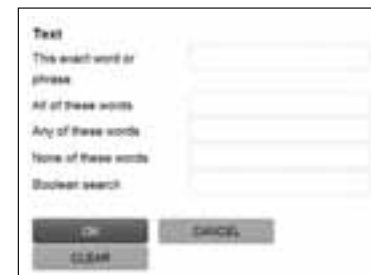 Text
This exact word or
phrase
All of these words
Any of these words
None of these words
Boolean search
OK
CANCEL
CLEAR